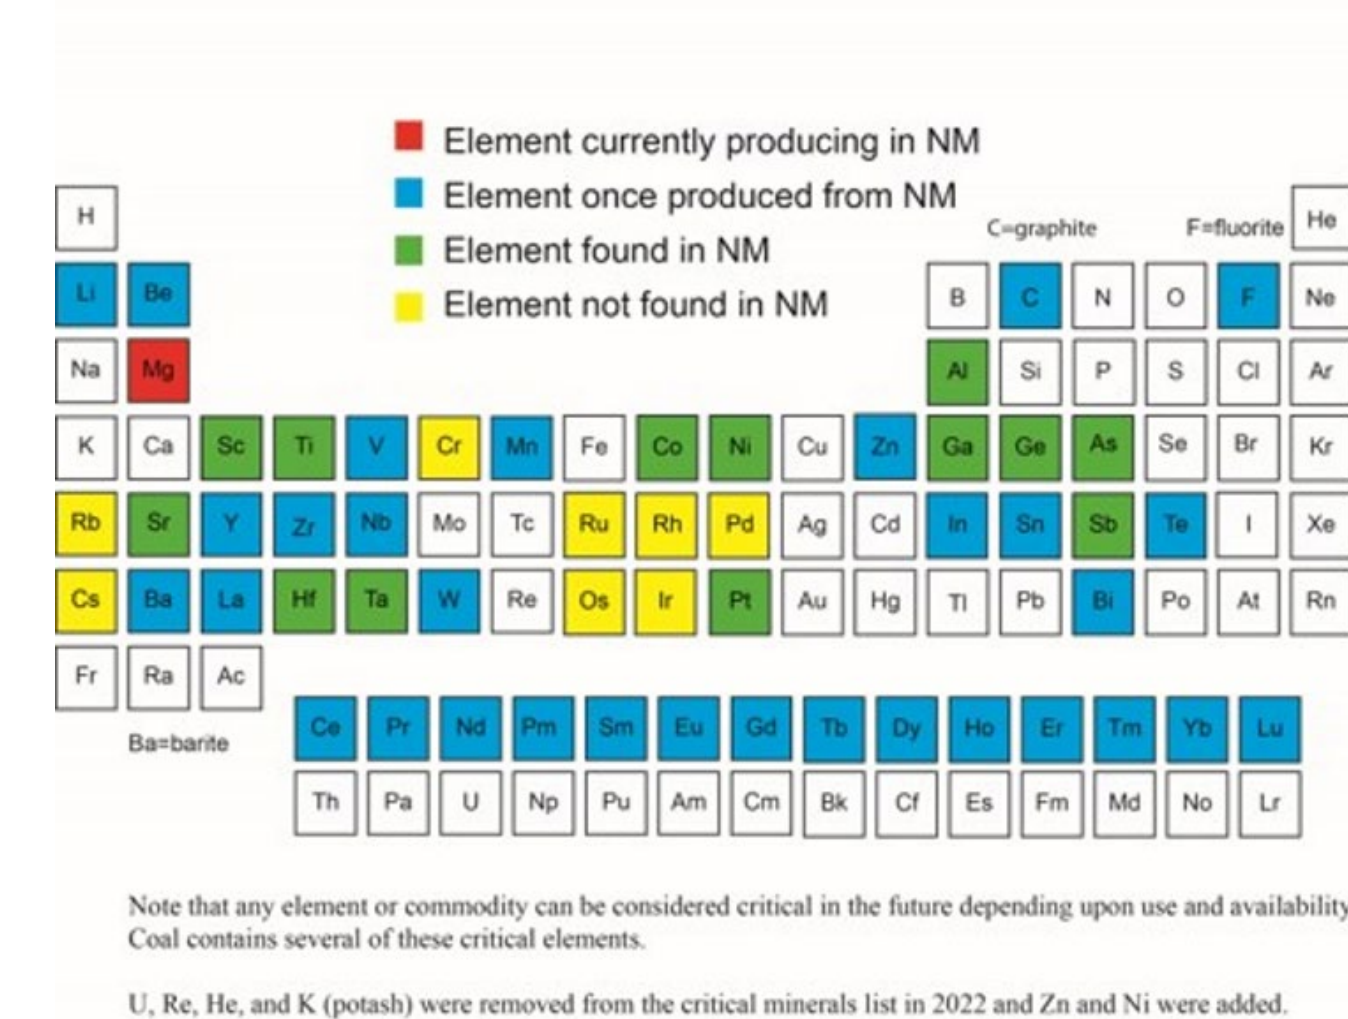 Element currently producing in NM
Element once produced from NM
Element found in NM
Element not found in NM
C=graphite F=fluorite
H He
Li Be B C N O F Ne
Na Mg Al Si P S Cl Ar
K Ca Sc Ti V Cr Mn Fe Co Ni Cu Zn Ga Ge As Se Br Kr
Rb Sr Y Zr Nb Mo Tc Ru Rh Pd Ag Cd In Sn Sb Te I Xe
Cs Ba La Hf Ta W Re Os Ir Pt Au Hg Tl Pb Bi Po At Rn
Fr Ra Ac
Ba=barite
Ce Pr Nd Pm Sm Eu Gd Tb Dy Ho Er Tm Yb Lu
Th Pa U Np Pu Am Cm Bk Cf Es Fm Md No Lr
Note that any element or commodity can be considered critical in the future depending upon use and availability
Coal contains several of these critical elements.
U, Re, He, and K (potash) were removed from the critical minerals list in 2022 and Zn and Ni were added.